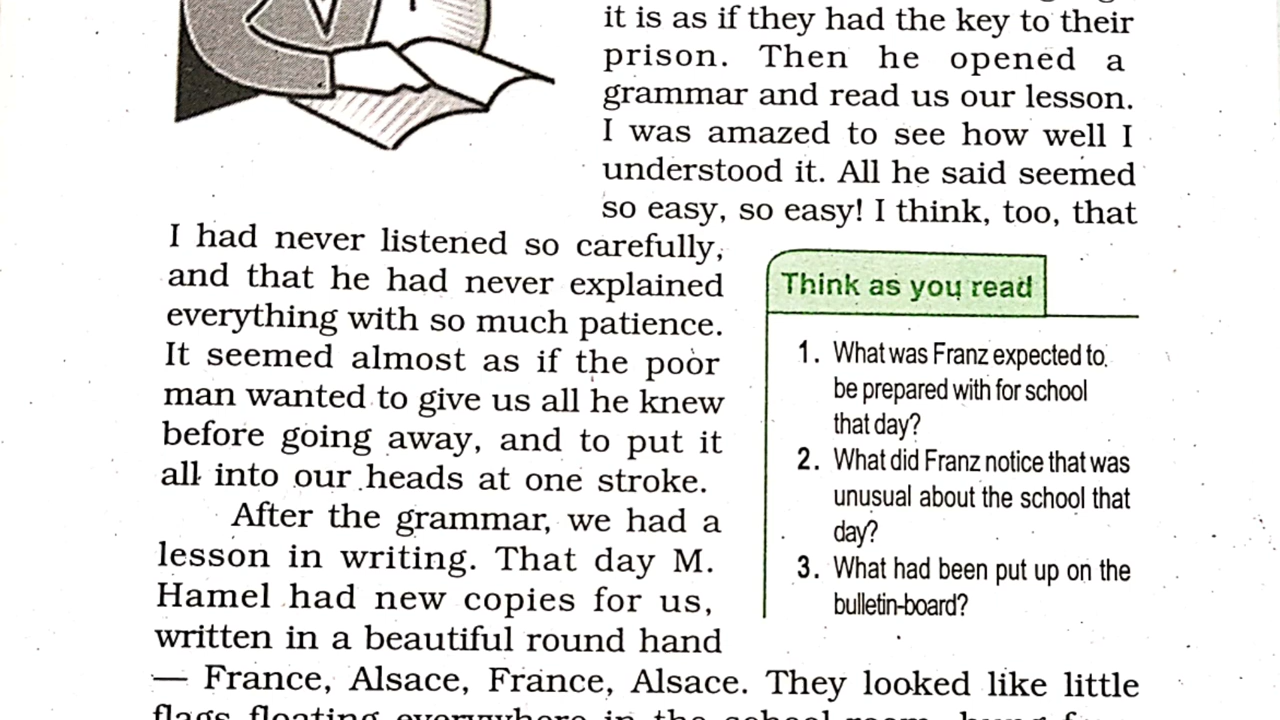 it is as if they had the key to their
prison. Then he opened a
grammar and read us our lesson.
I was amazed to see how well I
understood it. All he said seemed
so easy, so easy! I think, too, that
I had never listened so carefully,
and that he had never explained
everything with so much patience.
It seemed almost as if the poor
man wanted to give us all he knew
before going away, and to put it
all into our heads at one stroke.
After the grammar, we had a
lesson in writing. That day M.
Hamel had new copies for us,
written in a beautiful round hand
— France, Alsace, France, Alsace. They looked like little
flags floating everywhere in the school-room, hung
Think as you read
1. What was Franz expected to
be prepared with for school
that day?
2. What did Franz notice that was
unusual about the school that
day?
3. What had been put up on the
bulletin-board?